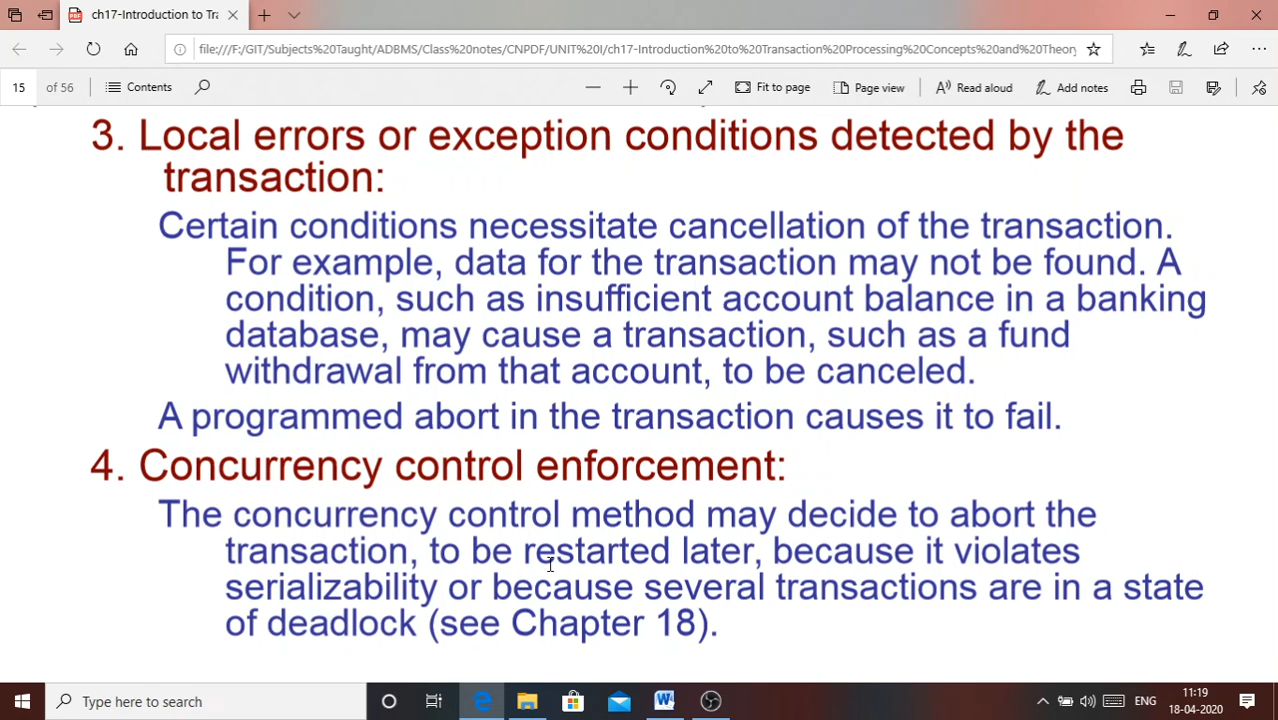 ch17-Introduction to Tra
file:///F:/GIT/Subjects%20Taught/ADBMS/Class%20notes/CNPDF/UNIT%20I/ch17-Introduction%20to%20Transaction%20Processing%20Concepts%20and%20Theory
15 of 56 Contents Fit to page Page view Read aloud Add notes
3. Local errors or exception conditions detected by the
transaction:
Certain conditions necessitate cancellation of the transaction.
For example, data for the transaction may not be found. A
condition, such as insufficient account balance in a banking
database, may cause a transaction, such as a fund
withdrawal from that account, to be canceled.
A programmed abort in the transaction causes it to fail.
4. Concurrency control enforcement:
The concurrency control method may decide to abort the
transaction, to be restarted later, because it violates
serializability or because several transactions are in a state
of deadlock (see Chapter 18).
Type here to search
ENG
11:19
18-04-2020